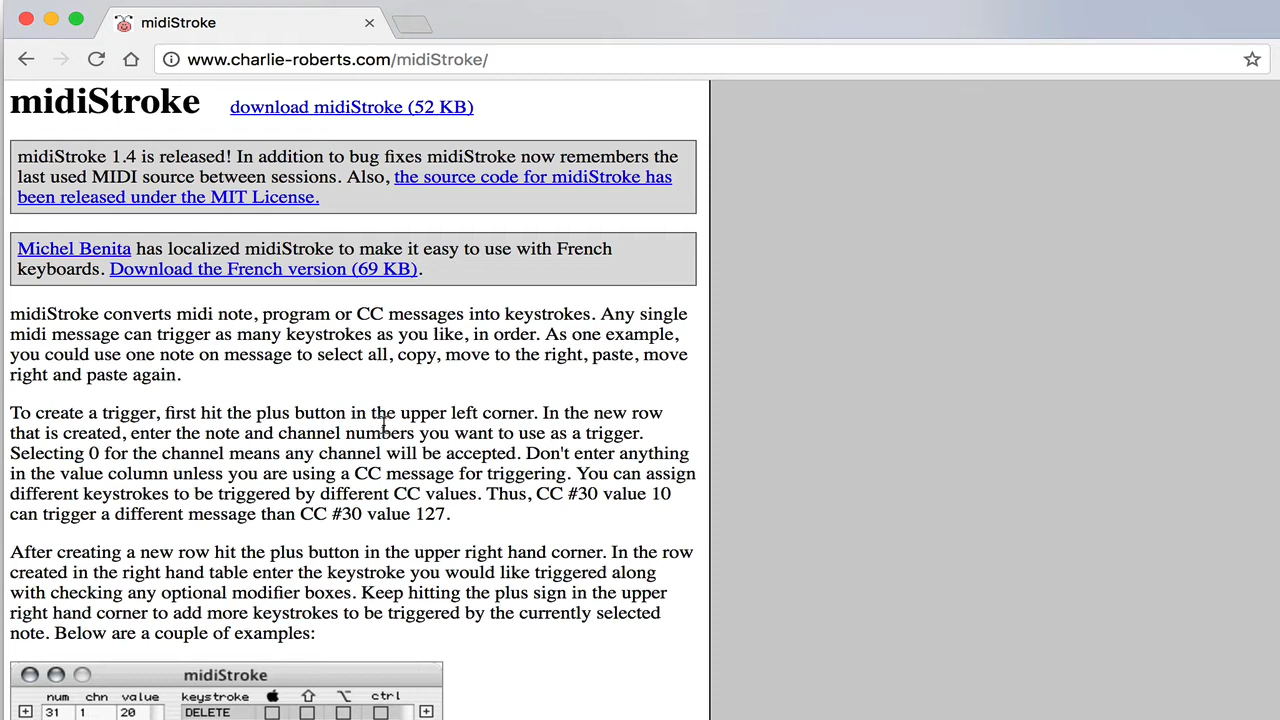 midiStroke
www.charlie-roberts.com/midiStroke/
midiStroke download midiStroke (52 KB)
midiStroke 1.4 is released! In addition to bug fixes midiStroke now remembers the
last used MIDI source between sessions. Also, the source code for midiStroke has
been released under the MIT License.
Michel Benita has localized midiStroke to make it easy to use with French
keyboards. Download the French version (69 KB).
midiStroke converts midi note, program or CC messages into keystrokes. Any single
midi message can trigger as many keystrokes as you like, in order. As one example,
you could use one note on message to select all, copy, move to the right, paste, move
right and paste again.
To create a trigger, first hit the plus button in the upper left corner. In the new row
that is created, enter the note and channel numbers you want to use as a trigger.
Selecting 0 for the channel means any channel will be accepted. Don't enter anything
in the value column unless you are using a CC message for triggering. You can assign
different keystrokes to be triggered by different CC values. Thus, CC #30 value 10
can trigger a different message than CC #30 value 127.
After creating a new row hit the plus button in the upper right hand corner. In the row
created in the right hand table enter the keystroke you would like triggered along
with checking any optional modifier boxes. Keep hitting the plus sign in the upper
right hand corner to add more keystrokes to be triggered by the currently selected
note. Below are a couple of examples:
midiStroke
num chn value keystroke ctrl
31 1 20 DELETE